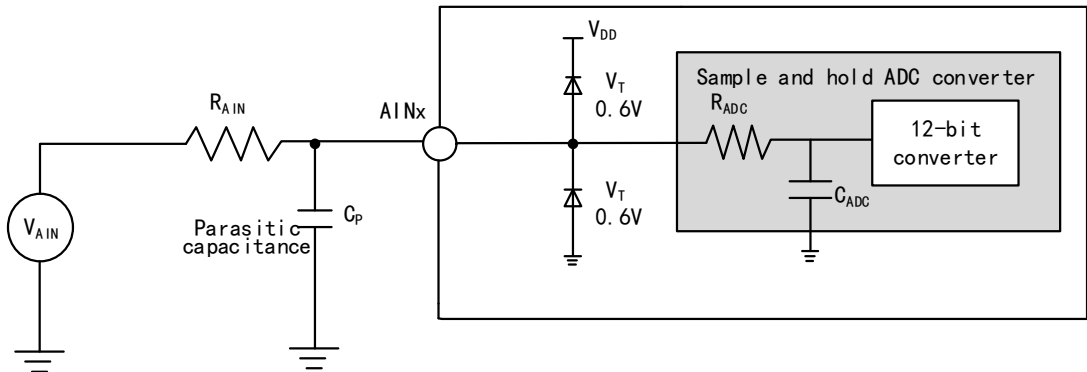 V_DD
Sample and hold ADC converter
R_AIN
AINx
V_T
0.6V
R_ADC
12-bit
converter
V_AIN
Parasitic
capacitance
C_P
V_T
0.6V
C_ADC